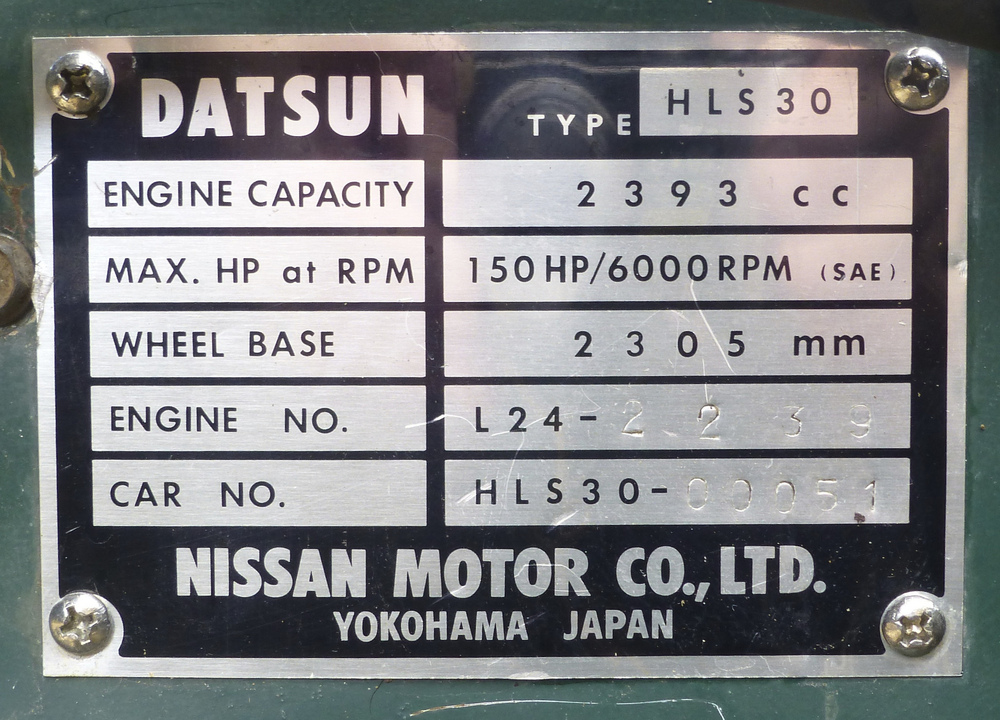 DATSUN TYPE HLS30
ENGINE CAPACITY 2393 cc
MAX. HP at RPM 150HP/6000RPM (SAE)
WHEEL BASE 2305 mm
ENGINE NO. L24-2239
CAR NO. HLS30-00051
NISSAN MOTOR CO., LTD.
YOKOHAMA JAPAN